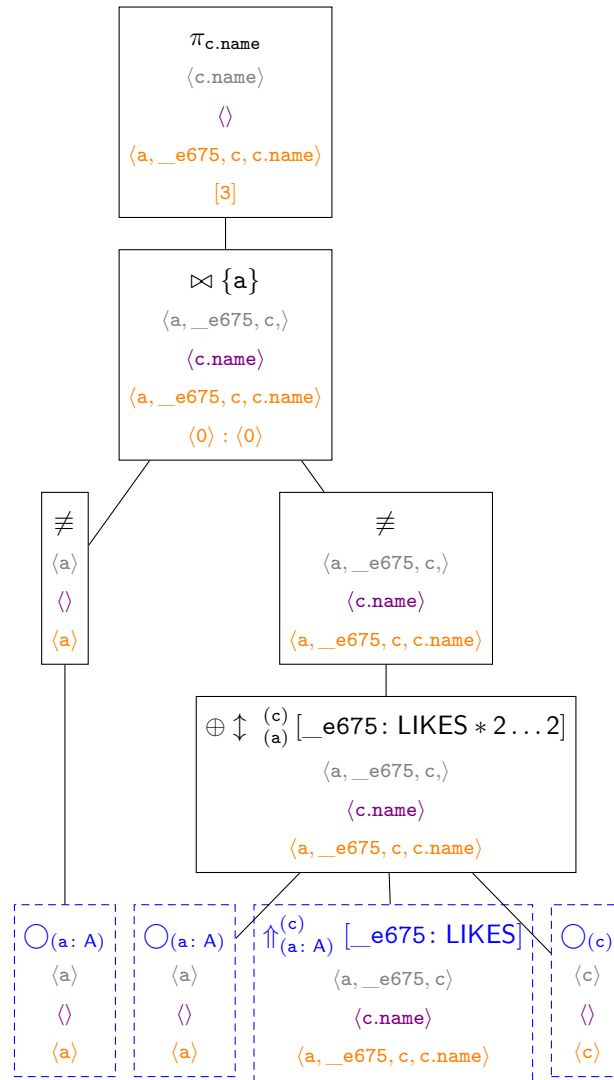 π c.name
⟨c.name⟩
⟨⟩
⟨a, __e675, c, c.name⟩
[3]
⋈ {a}
⟨a, __e675, c,⟩
⟨c.name⟩
⟨a, __e675, c, c.name⟩
⟨0⟩ : ⟨0⟩
≢
⟨a⟩
⟨⟩
⟨a⟩
≢
⟨a, __e675, c,⟩
⟨c.name⟩
⟨a, __e675, c, c.name⟩
⊕ ↕ (c) (a) [__e675: LIKES ∗ 2 … 2]
⟨a, __e675, c,⟩
⟨c.name⟩
⟨a, __e675, c, c.name⟩
◯(a: A)
⟨a⟩
⟨⟩
⟨a⟩
◯(a: A)
⟨a⟩
⟨⟩
⟨a⟩
⇑ (c) (a: A) [__e675: LIKES]
⟨a, __e675, c⟩
⟨c.name⟩
⟨a, __e675, c, c.name⟩
◯(c)
⟨c⟩
⟨⟩
⟨c⟩